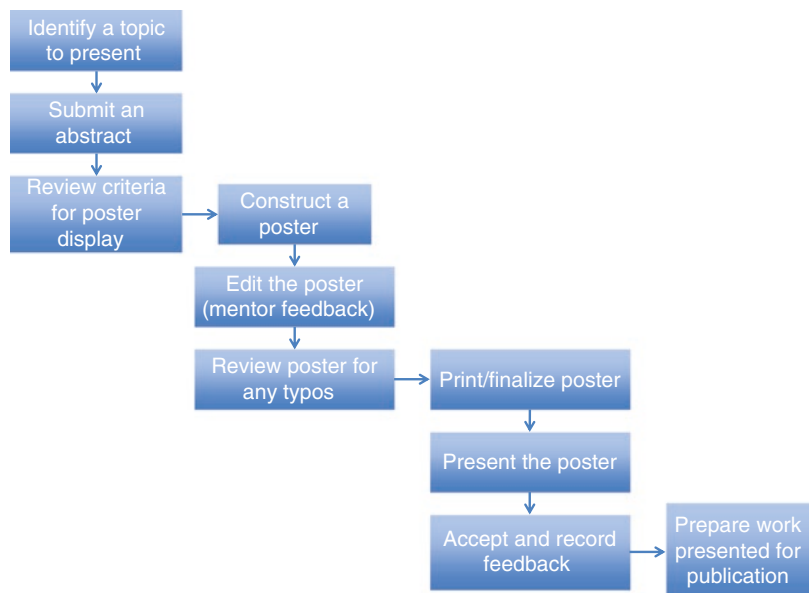 Identify a topic
to present
Submit an
abstract
Review criteria
for poster
display
Construct a
poster
Edit the poster
(mentor feedback)
Review poster for
any typos
Print/finalize poster
Present the poster
Accept and record
feedback
Prepare work
presented for
publication